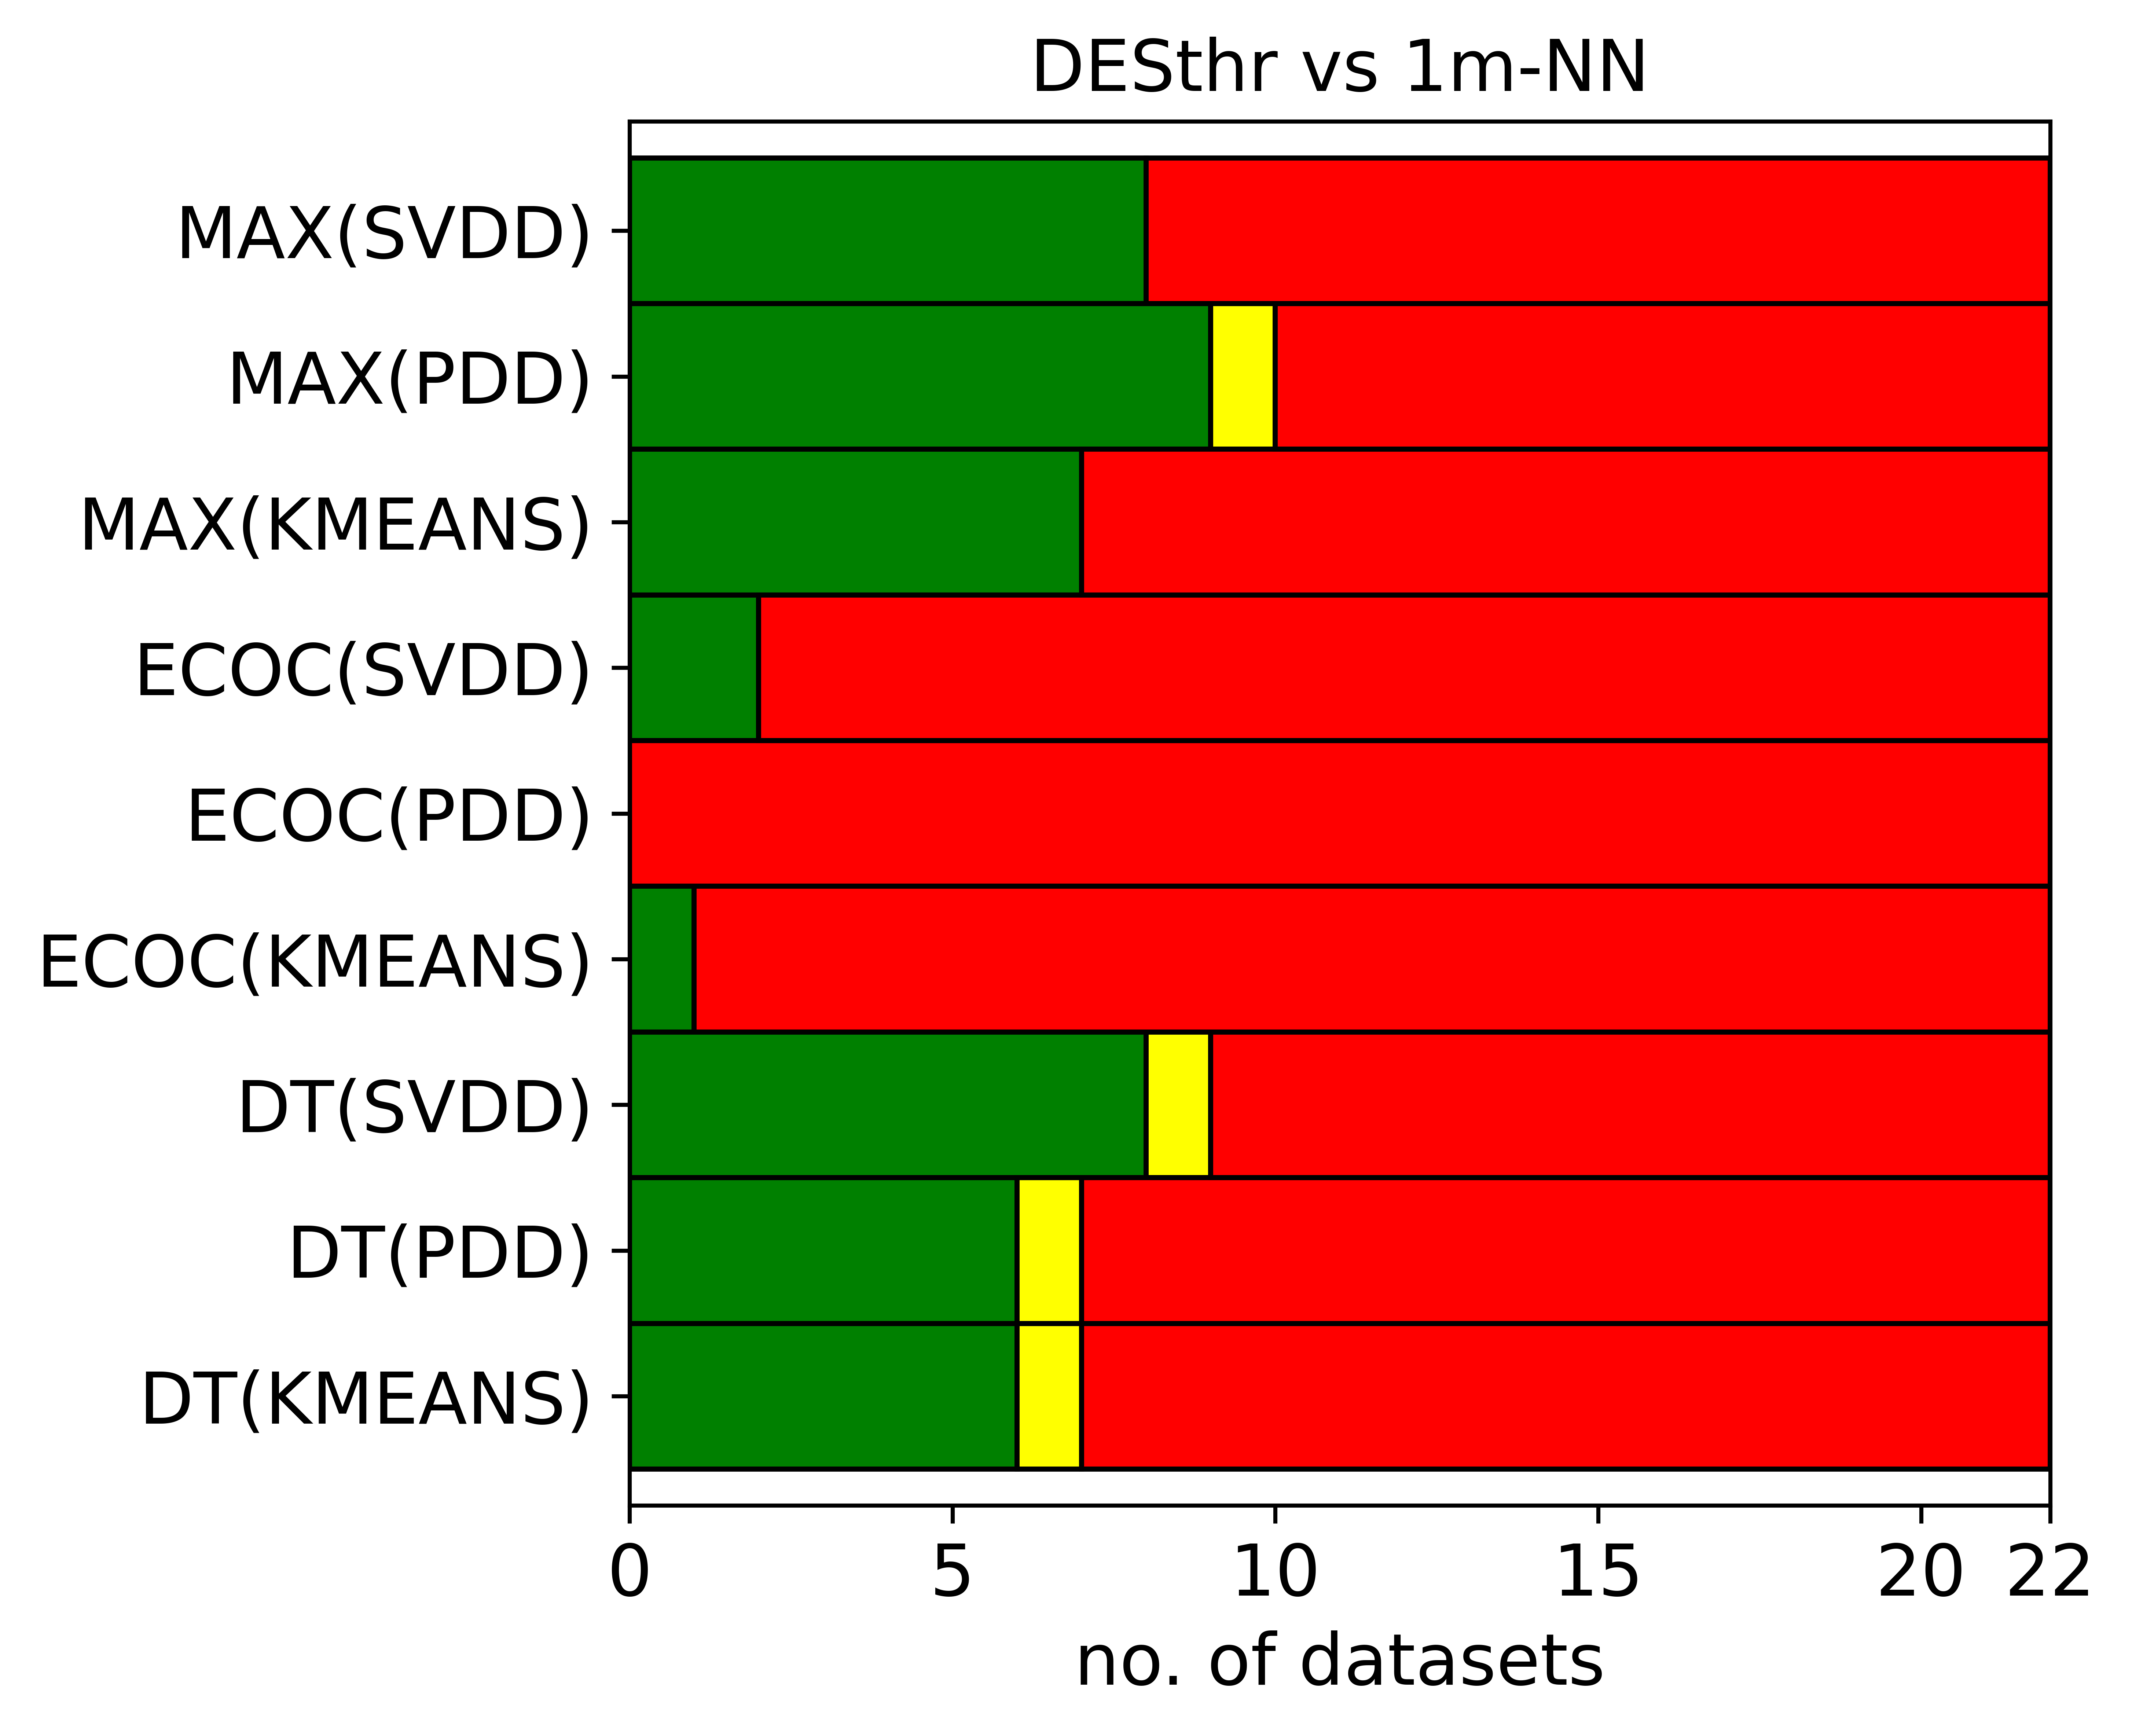 DESthr vs 1m-NN
MAX(SVDD)
MAX(PDD)
MAX(KMEANS)
ECOC(SVDD)
ECOC(PDD)
ECOC(KMEANS)
DT(SVDD)
DT(PDD)
DT(KMEANS)
0 5 10 15 20 22
no. of datasets